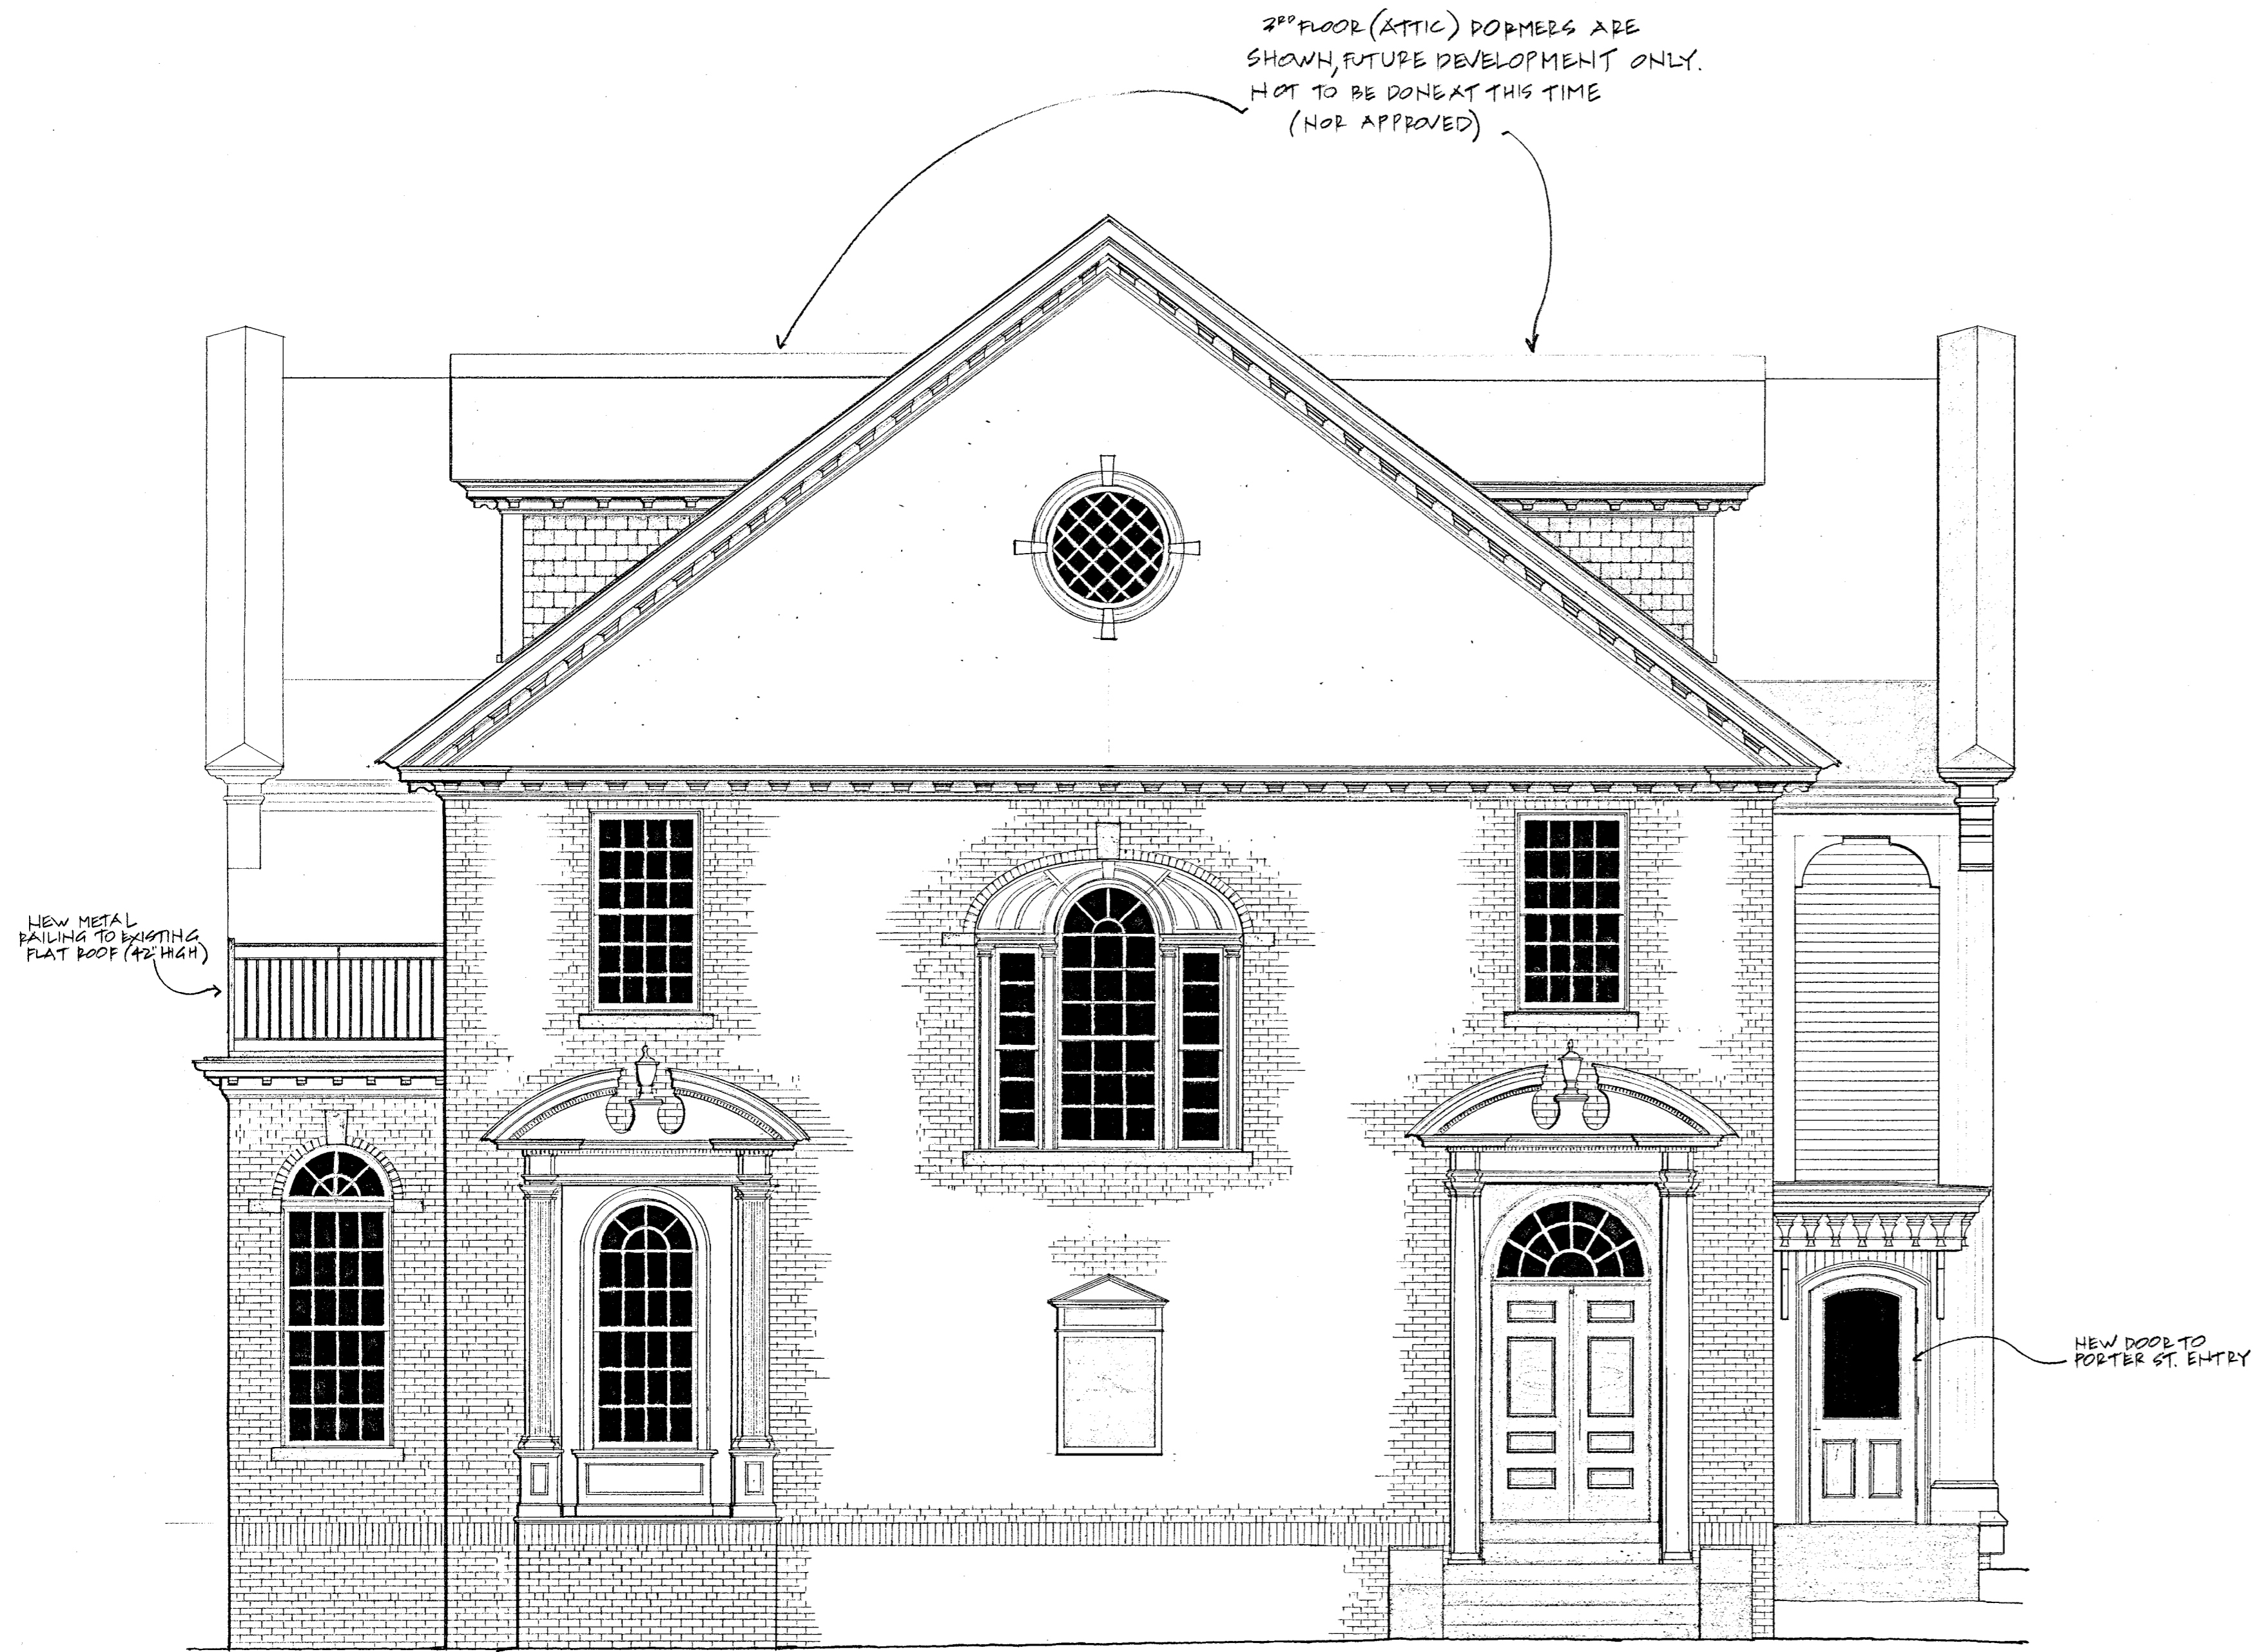 3RD FLOOR (ATTIC) DORMERS ARE
SHOWN, FUTURE DEVELOPMENT ONLY.
NOT TO BE DONE AT THIS TIME
(NOR APPROVED)
NEW METAL
RAILING TO EXISTING
FLAT ROOF (42" HIGH)
NEW DOOR TO
PORTER ST. ENTRY